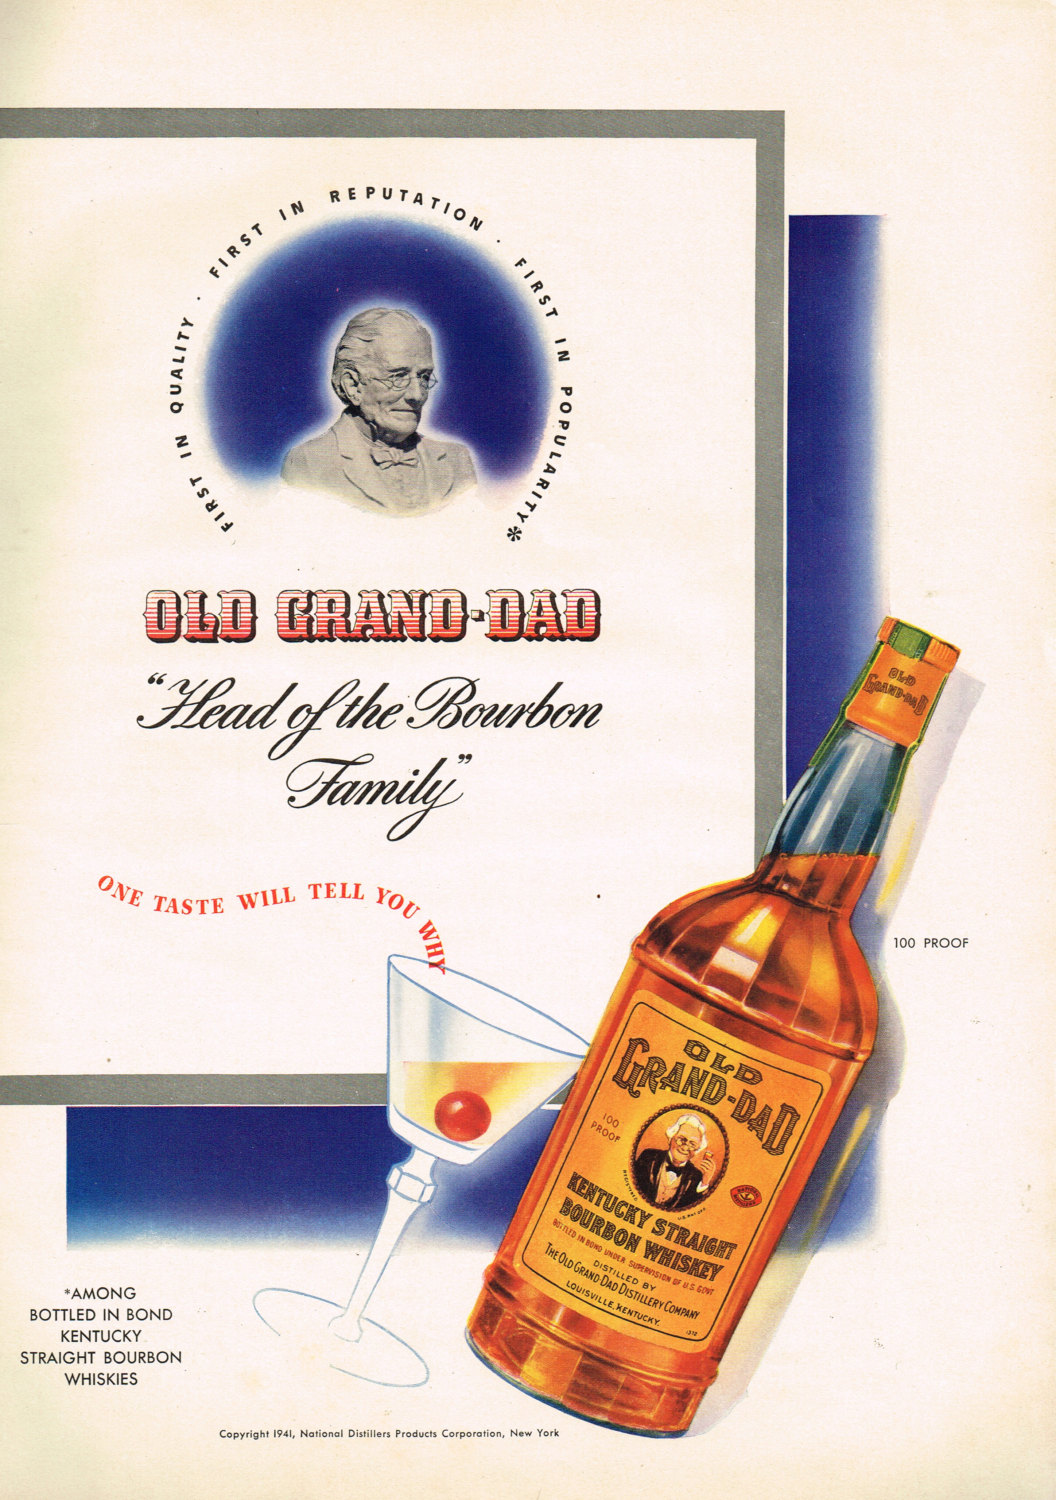 FIRST IN QUALITY · FIRST IN REPUTATION · FIRST IN POPULARITY*
OLD GRAND-DAD
"Head of the Bourbon
Family"
ONE TASTE WILL TELL YOU WHY
OLD
GRAND-DAD
100 PROOF
OLD
GRAND-DAD
100
PROOF
REGISTERED
U.S. PAT. OFF.
KENTUCKY STRAIGHT
BOURBON WHISKEY
BOTTLED IN BOND UNDER SUPERVISION OF U.S. GOVT
DISTILLED BY
THE OLD GRAND-DAD DISTILLERY COMPANY
LOUISVILLE, KENTUCKY.
*AMONG
BOTTLED IN BOND
KENTUCKY
STRAIGHT BOURBON
WHISKIES
Copyright 1941, National Distillers Products Corporation, New York